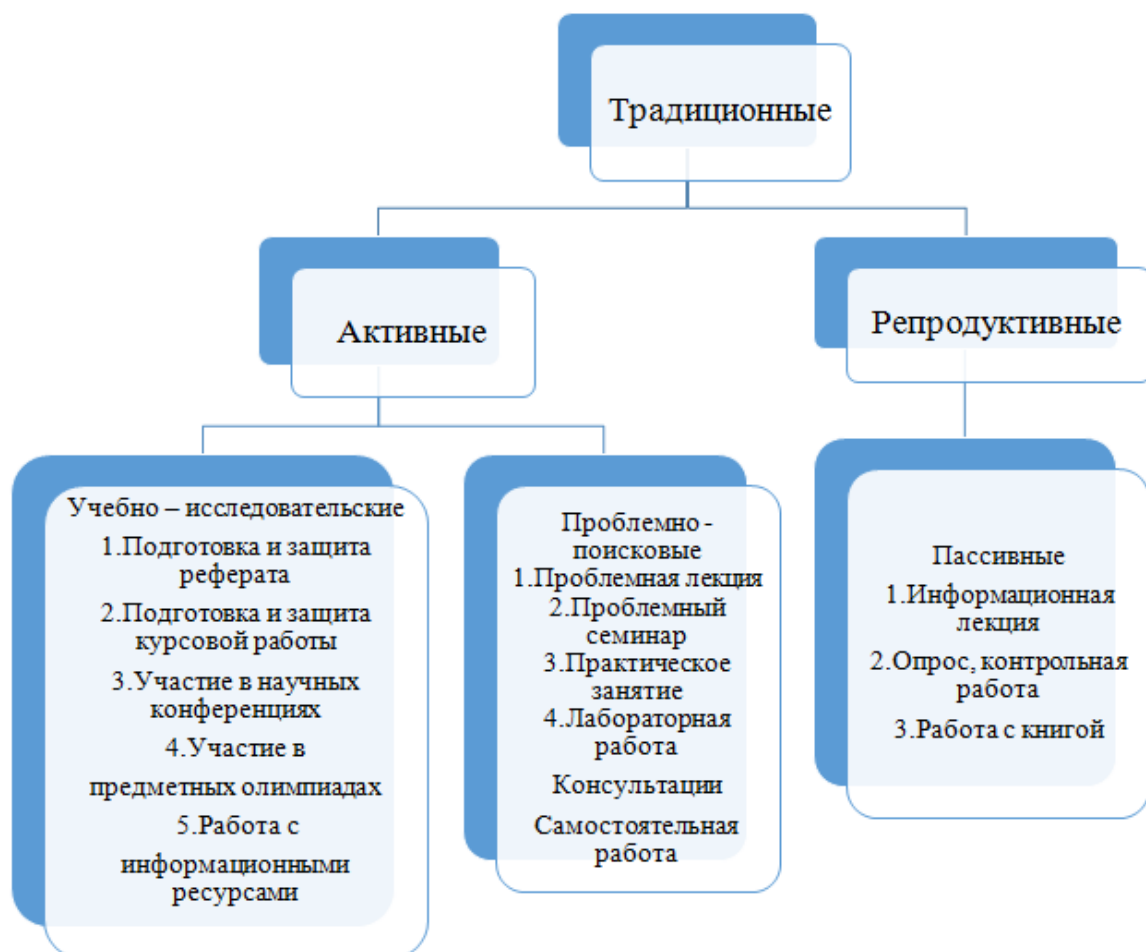 Традиционные
Активные
Репродуктивные
Учебно – исследовательские
1.Подготовка и защита
реферата
2.Подготовка и защита
курсовой работы
3.Участие в научных
конференциях
4.Участие в
предметных олимпиадах
5.Работа с
информационными
ресурсами
Проблемно -
поисковые
1.Проблемная лекция
2.Проблемный
семинар
3.Практическое
занятие
4.Лабораторная
работа
Консультации
Самостоятельная
работа
Пассивные
1.Информационная
лекция
2.Опрос, контрольная
работа
3.Работа с книгой